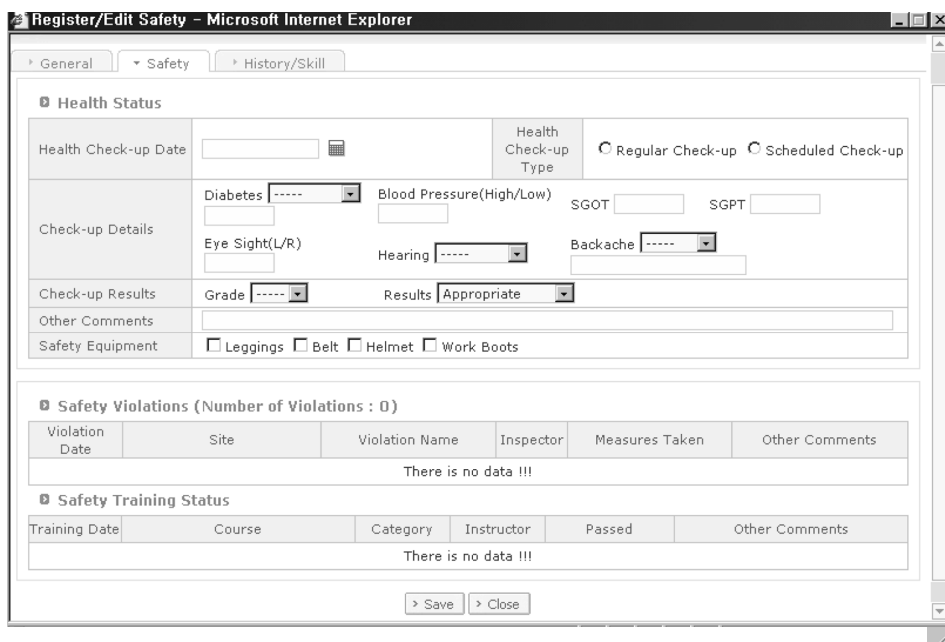 Register/Edit Safety - Microsoft Internet Explorer
General Safety History/Skill
Health Status
Health Check-up Date
Health Check-up Type
Regular Check-up Scheduled Check-up
Check-up Details
Diabetes ----- Blood Pressure(High/Low) SGOT SGPT
Eye Sight(L/R) Hearing ----- Backache -----
Check-up Results Grade ----- Results Appropriate
Other Comments
Safety Equipment Leggings Belt Helmet Work Boots
Safety Violations (Number of Violations : 0)
Violation Date Site Violation Name Inspector Measures Taken Other Comments
There is no data !!!
Safety Training Status
Training Date Course Category Instructor Passed Other Comments
There is no data !!!
> Save > Close